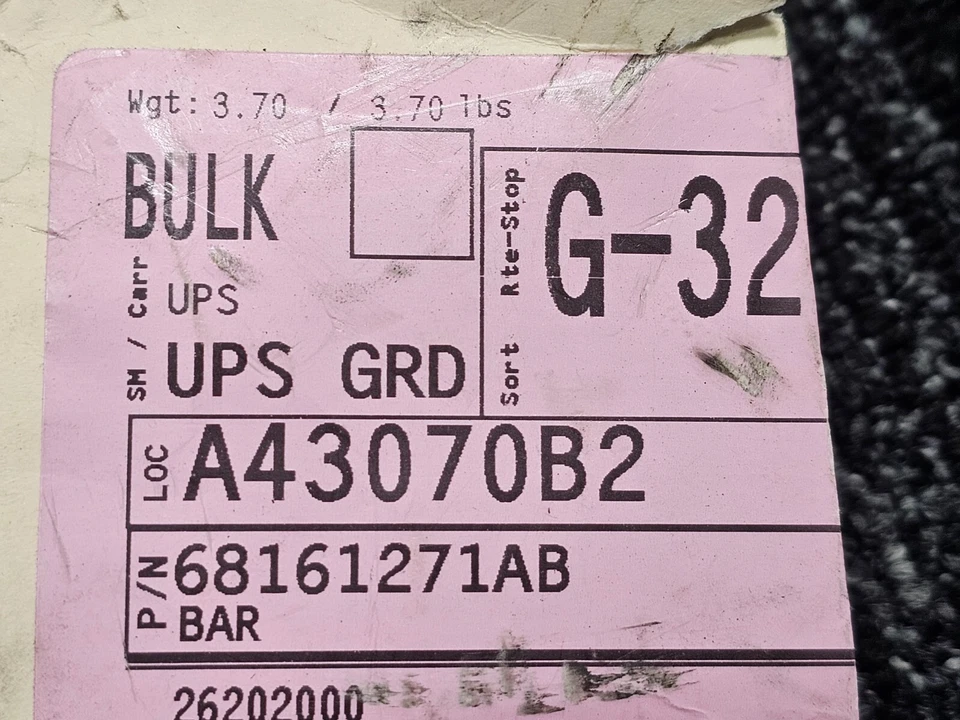 Wgt: 3.70 / 3.70 lbs
BULK
SM / Carr
UPS
UPS GRD
Sort Rte-Stop
G-32
LOC A43070B2
P/N 68161271AB
BAR
26202000